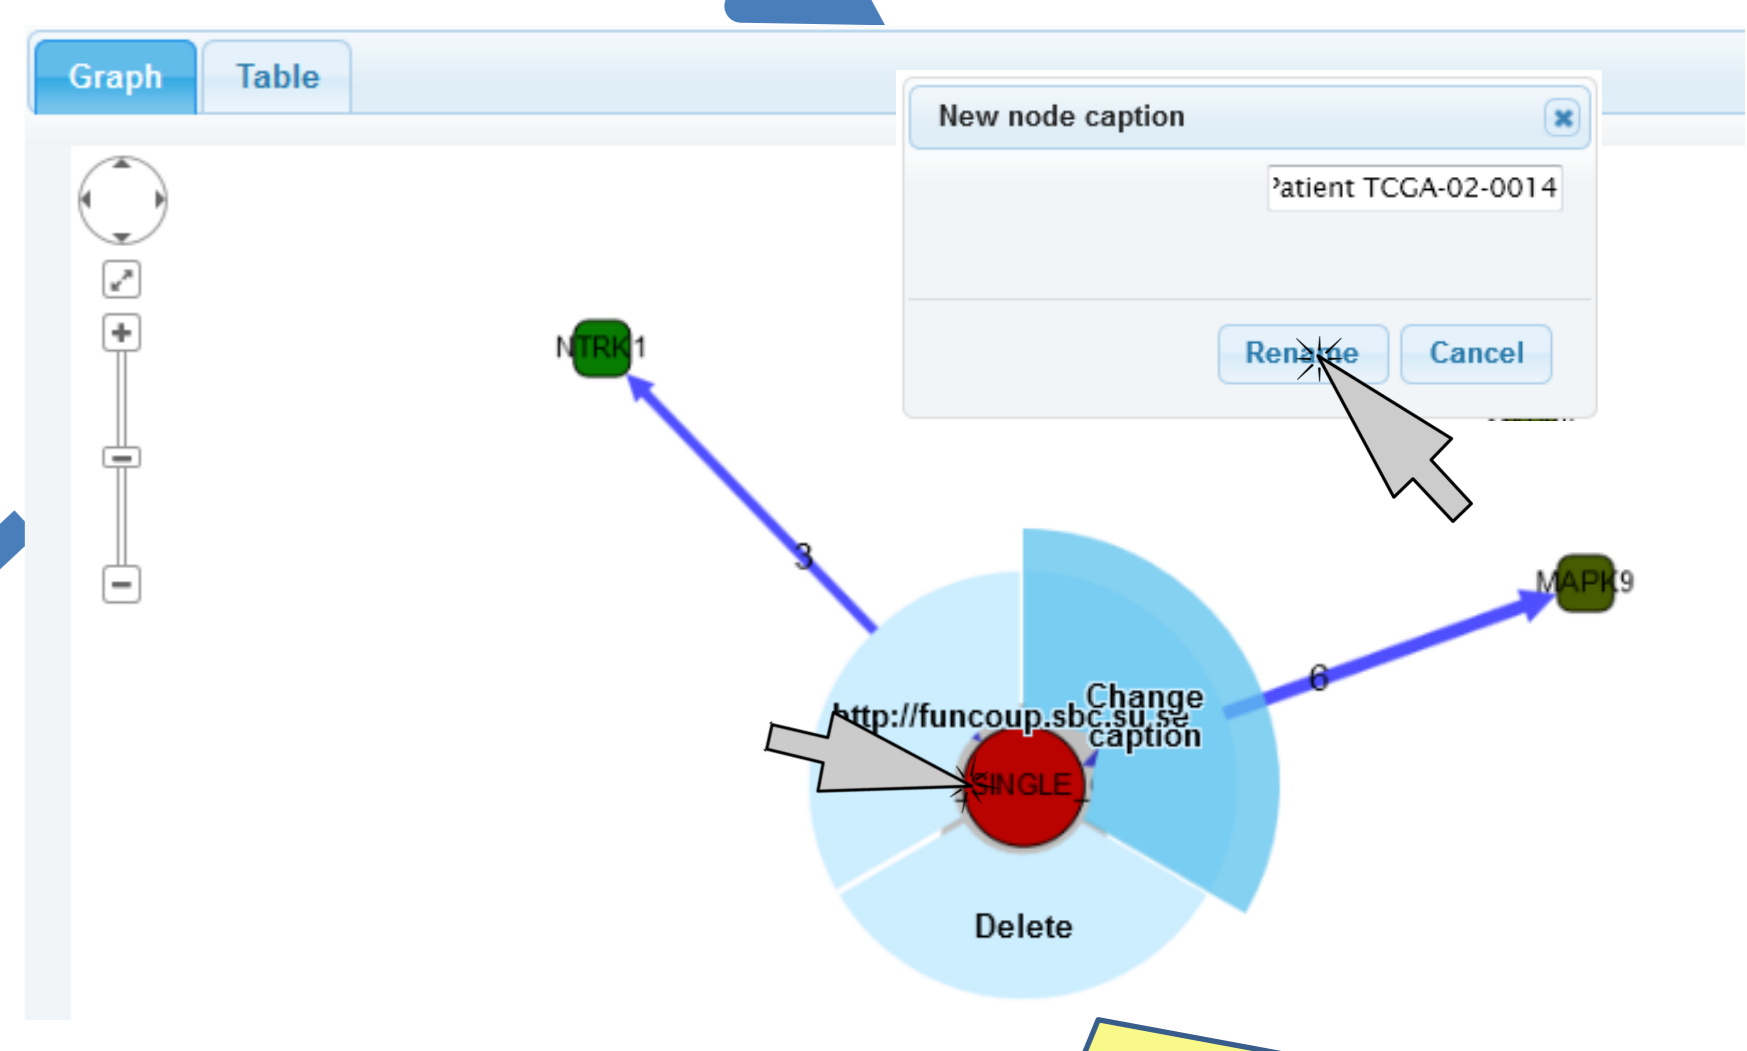 Graph
Table
New node caption
Patient TCGA-02-0014
Rename
Cancel
NTRK1
3
MAPK9
6
http://funcoup.sbc.su.se
Change
caption
SINGLE
Delete